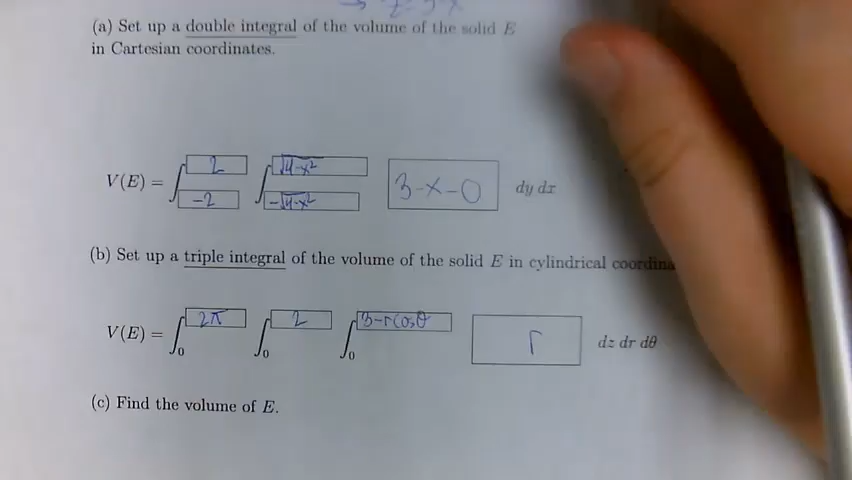 (a) Set up a double integral of the volume of the solid E
in Cartesian coordinates.
2 √4-x²
V(E) = ∫ ∫ 3-x-0 dy dx
-2 -√4-x²
(b) Set up a triple integral of the volume of the solid E in cylindrical coordina
2π 2 3-rcosθ
V(E) = ∫ ∫ ∫ r dz dr dθ
0 0 0
(c) Find the volume of E.